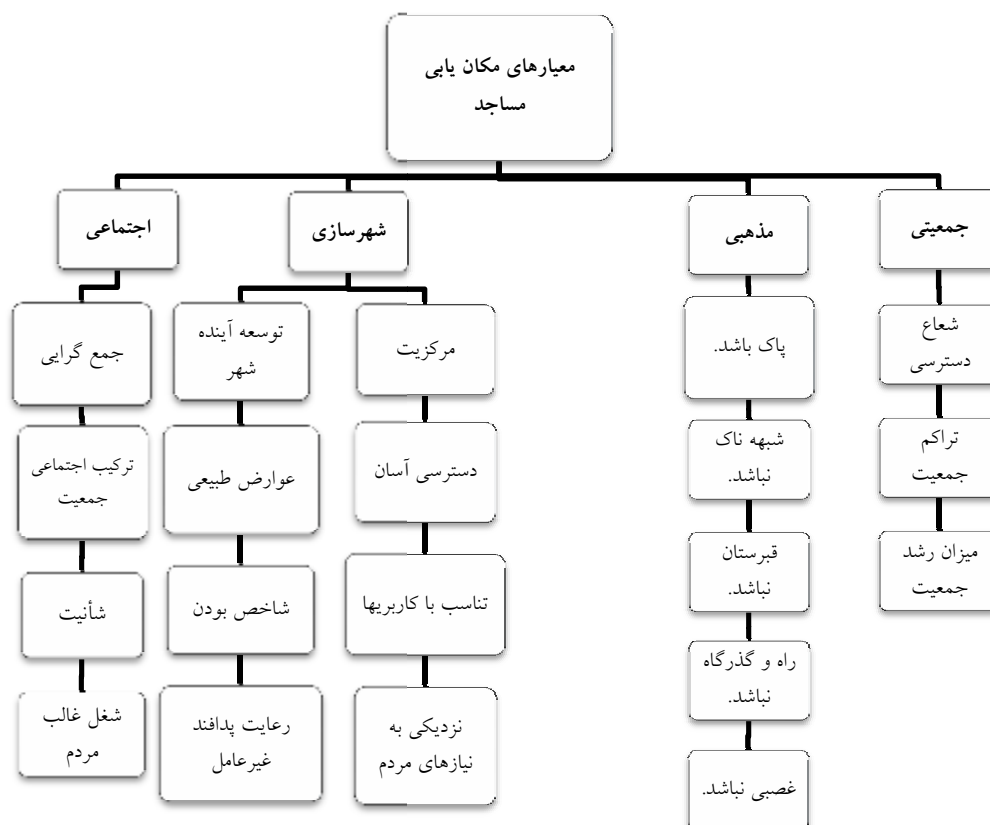 معیارهای مکان یابی
مساجد
جمعیتی
مذهبی
شهرسازی
اجتماعی
شعاع
دسترسی
تراکم
جمعیت
میزان رشد
جمعیت
پاک باشد.
شبهه ناک
نباشد.
قبرستان
نباشد.
راه و گذرگاه
نباشد.
غصبی نباشد.
مرکزیت
دسترسی آسان
تناسب با کاربریها
نزدیکی به
نیازهای مردم
توسعه آینده
شهر
عوارض طبیعی
شاخص بودن
رعایت پدافند
غیرعامل
جمع گرایی
ترکیب اجتماعی
جمعیت
شأنیت
شغل غالب
مردم